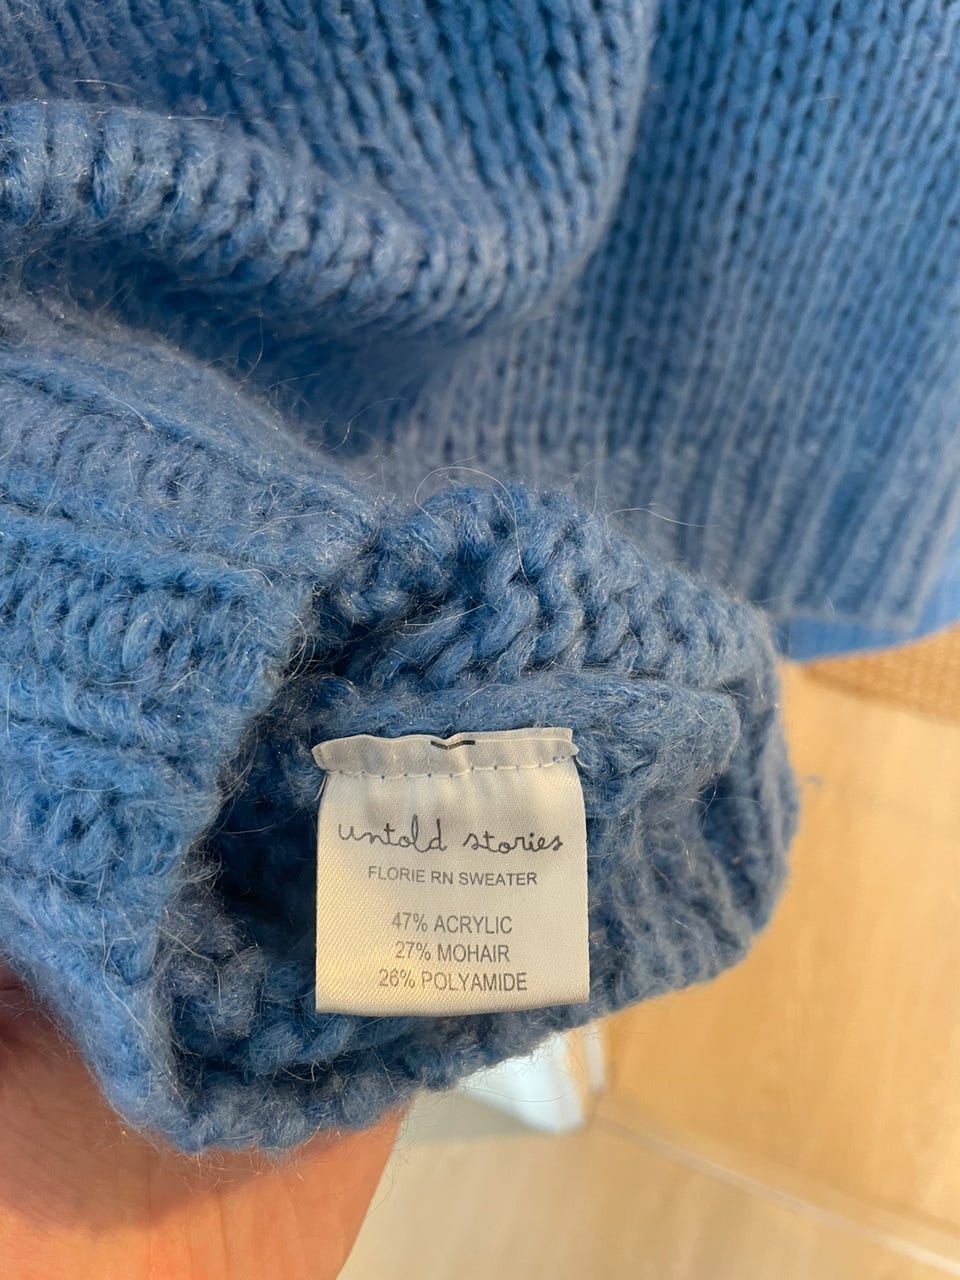 untold stories
FLORIE RN SWEATER
47% ACRYLIC
27% MOHAIR
26% POLYAMIDE